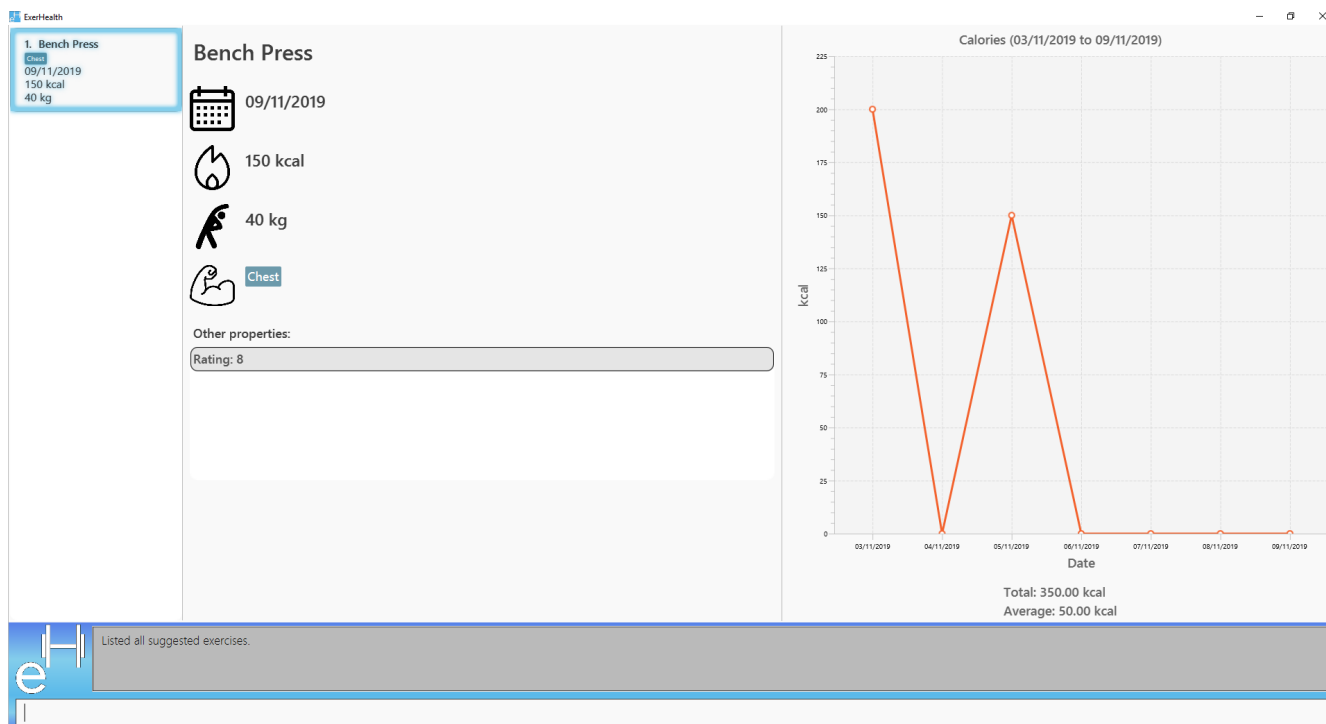 ExerHealth
1. Bench Press
Chest
09/11/2019
150 kcal
40 kg
Bench Press
09/11/2019
150 kcal
40 kg
Chest
Other properties:
Rating: 8
Calories (03/11/2019 to 09/11/2019)
225
200
175
150
125
100
75
50
25
0
kcal
03/11/2019 04/11/2019 05/11/2019 06/11/2019 07/11/2019 08/11/2019 09/11/2019
Date
Total: 350.00 kcal
Average: 50.00 kcal
eH
Listed all suggested exercises.